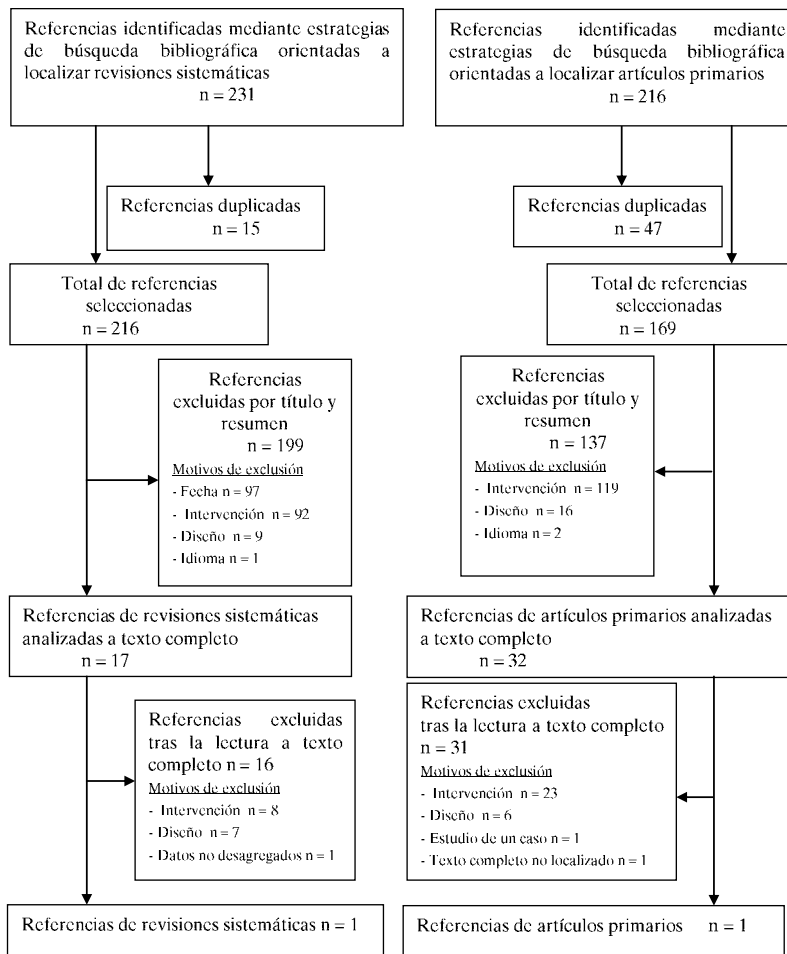 Referencias identificadas mediante estrategias
de búsqueda bibliográfica orientadas a
localizar revisiones sistemáticas
n = 231
Referencias duplicadas
n = 15
Total de referencias
seleccionadas
n = 216
Referencias
excluidas por título y
resumen
n = 199
Motivos de exclusión
- Fecha n = 97
- Intervención n = 92
- Diseño n = 9
- Idioma n = 1
Referencias de revisiones sistemáticas
analizadas a texto completo
n = 17
Referencias excluidas
tras la lectura a texto
completo n = 16
Motivos de exclusión
- Intervención n = 8
- Diseño n = 7
- Datos no desagregados n = 1
Referencias de revisiones sistemáticas n = 1
Referencias identificadas mediante
estrategias de búsqueda bibliográfica
orientadas a localizar artículos primarios
n = 216
Referencias duplicadas
n = 47
Total de referencias
seleccionadas
n = 169
Referencias
excluidas por título y
resumen
n = 137
Motivos de exclusión
- Intervención n = 119
- Diseño n = 16
- Idioma n = 2
Referencias de artículos primarios analizadas
a texto completo
n = 32
Referencias excluidas
tras la lectura a texto completo
n = 31
Motivos de exclusión
- Intervención n = 23
- Diseño n = 6
- Estudio de un caso n = 1
- Texto completo no localizado n = 1
Referencias de artículos primarios n = 1